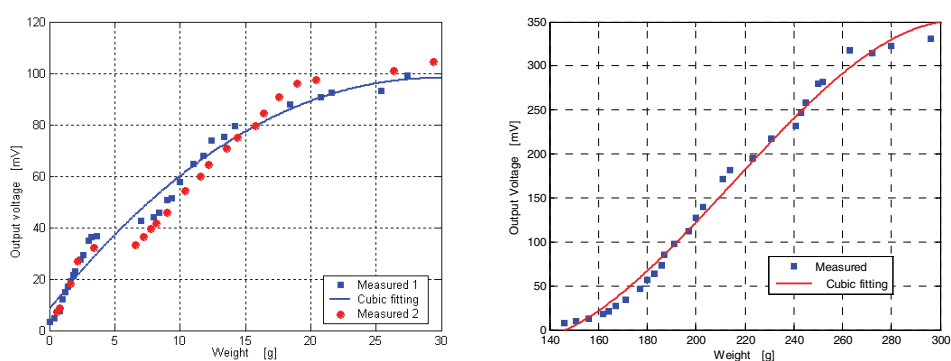 120
100
80
60
40
20
0
Output voltage [mV]
Measured 1
Cubic fitting
Measured 2
0 5 10 15 20 25 30
Weight [g]
350
300
250
200
150
100
50
0
Output Voltage [mV]
Measured
Cubic fitting
140 160 180 200 220 240 260 280 300
Weight [g]